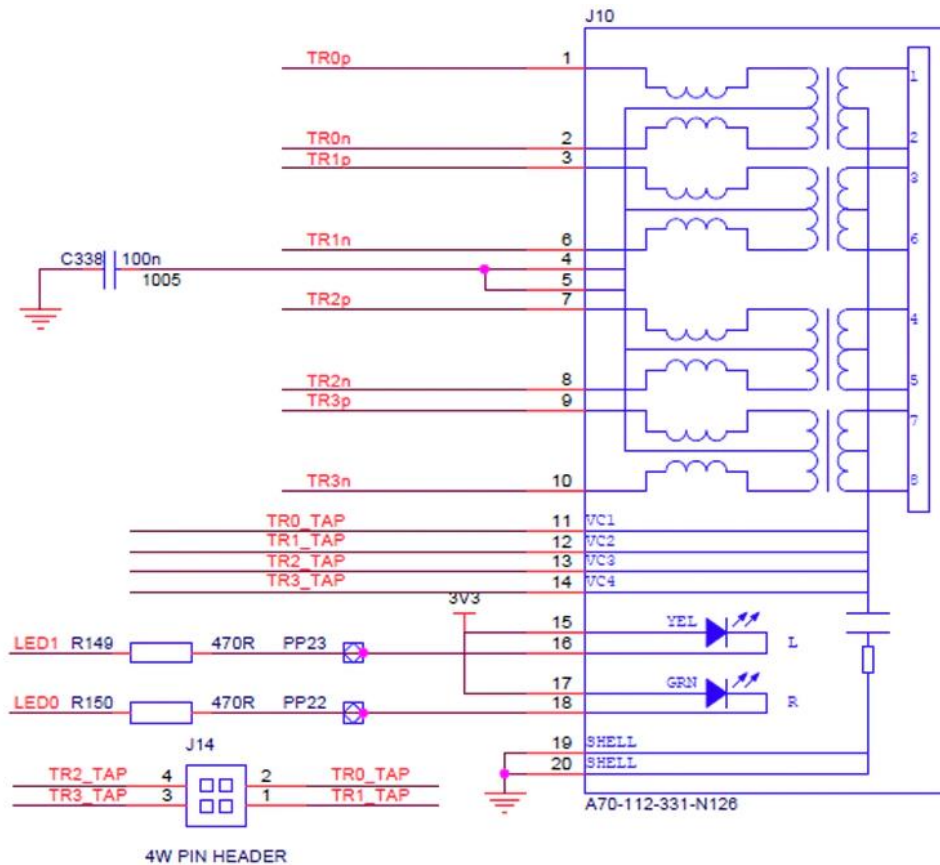 J10
TR0p 1
1
TR0n 2
2
TR1p 3
3
TR1n 6
6
C338 100n 4
1005
5
TR2p 7
4
TR2n 8
5
TR3p 9
7
TR3n 10
8
TR0_TAP 11 VC1
TR1_TAP 12 VC2
TR2_TAP 13 VC3
TR3_TAP 14 VC4
3V3
15 YEL
LED1 R149 470R PP23 16 L
17 GRN
LED0 R150 470R PP22 18 R
J14
19 SHELL
20 SHELL
TR2_TAP 4 2 TR0_TAP
TR3_TAP 3 1 TR1_TAP
A70-112-331-N126
4W PIN HEADER